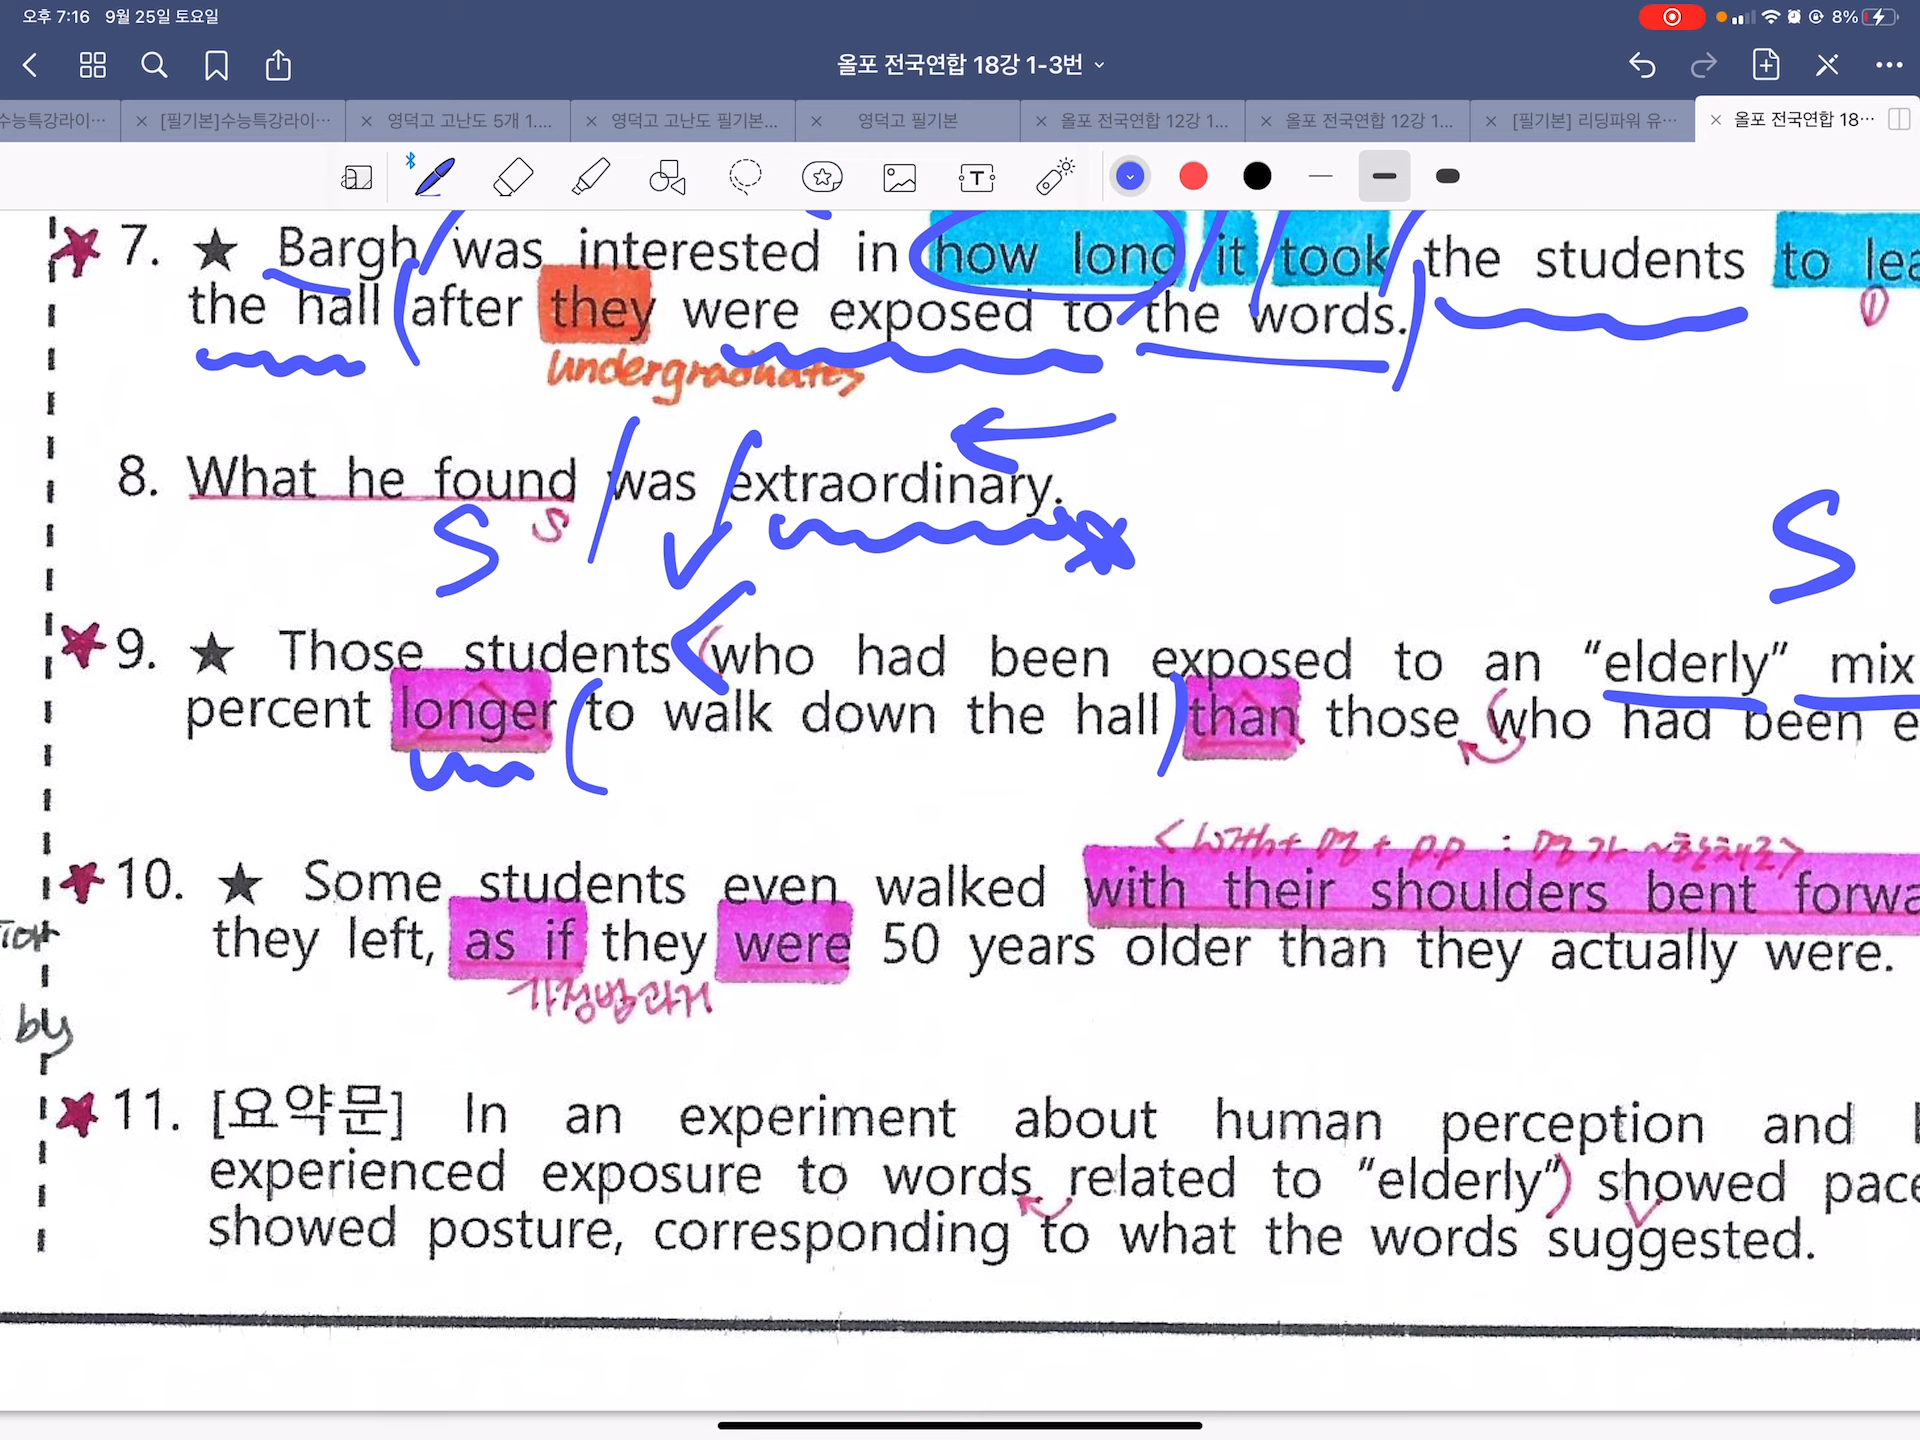 오후 7:16 9월 25일 토요일
8%
올포 전국연합 18강 1-3번
수능특강라이…
[필기본]수능특강라이…
영덕고 고난도 5개 1....
영덕고 고난도 필기본...
영덕고 필기본
올포 전국연합 12강 1...
올포 전국연합 12강 1...
[필기본] 리딩파워 유…
올포 전국연합 18…
7. ★ Bargh was interested in how long it took the students to lea
①
the hall (after they were exposed to the words.)
undergraduates
8. What he found was extraordinary.
S S S
9. ★ Those students (who had been exposed to an “elderly” mix
percent longer (to walk down the hall) than those (who had been e
<with + 명 + p.p : 명가 ~한채로>
10. ★ Some students even walked with their shoulders bent forwa
they left, as if they were 50 years older than they actually were.
가정법과거
by
11. [요약문] In an experiment about human perception and
experienced exposure to words related to “elderly”) showed pace
showed posture, corresponding to what the words suggested.